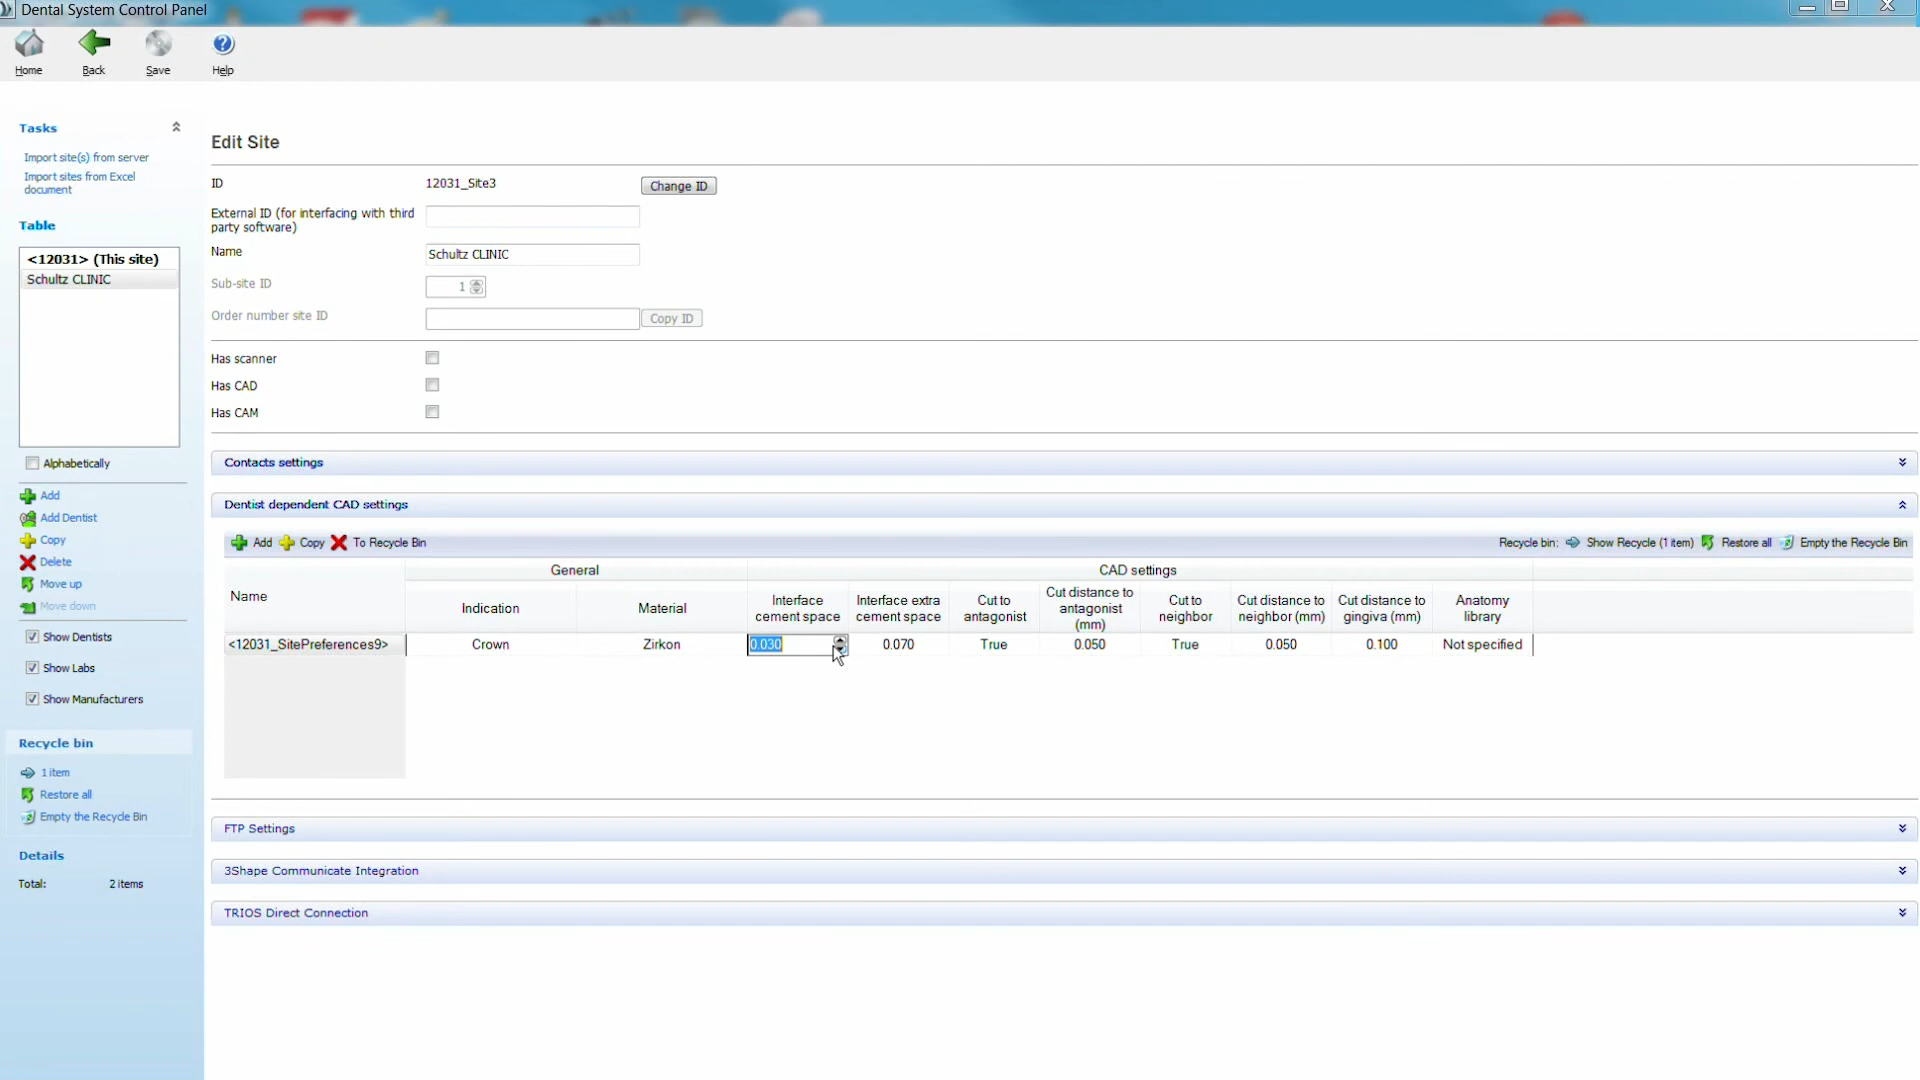 Dental System Control Panel
Home
Back
Save
Help
Tasks
Import site(s) from server
Import sites from Excel
document
Table
<12031> (This site)
Schultz CLINIC
Alphabetically
Add
Add Dentist
Copy
Delete
Move up
Move down
Show Dentists
Show Labs
Show Manufacturers
Recycle bin
1 item
Restore all
Empty the Recycle Bin
Details
Total: 2 items
Edit Site
ID 12031_Site3 Change ID
External ID (for interfacing with third
party software)
Name Schultz CLINIC
Sub-site ID 1
Order number site ID Copy ID
Has scanner
Has CAD
Has CAM
Contacts settings
Dentist dependent CAD settings
Add Copy To Recycle Bin Recycle bin: Show Recycle (1 item) Restore all Empty the Recycle Bin
General CAD settings
Name
Indication
Material
Interface
cement space
Interface extra
cement space
Cut to
antagonist
Cut distance to
antagonist
(mm)
Cut to
neighbor
Cut distance to
neighbor (mm)
Cut distance to
gingiva (mm)
Anatomy
library
<12031_SitePreferences9> Crown Zirkon 0.030 0.070 True 0.050 True 0.050 0.100 Not specified
FTP Settings
3Shape Communicate Integration
TRIOS Direct Connection